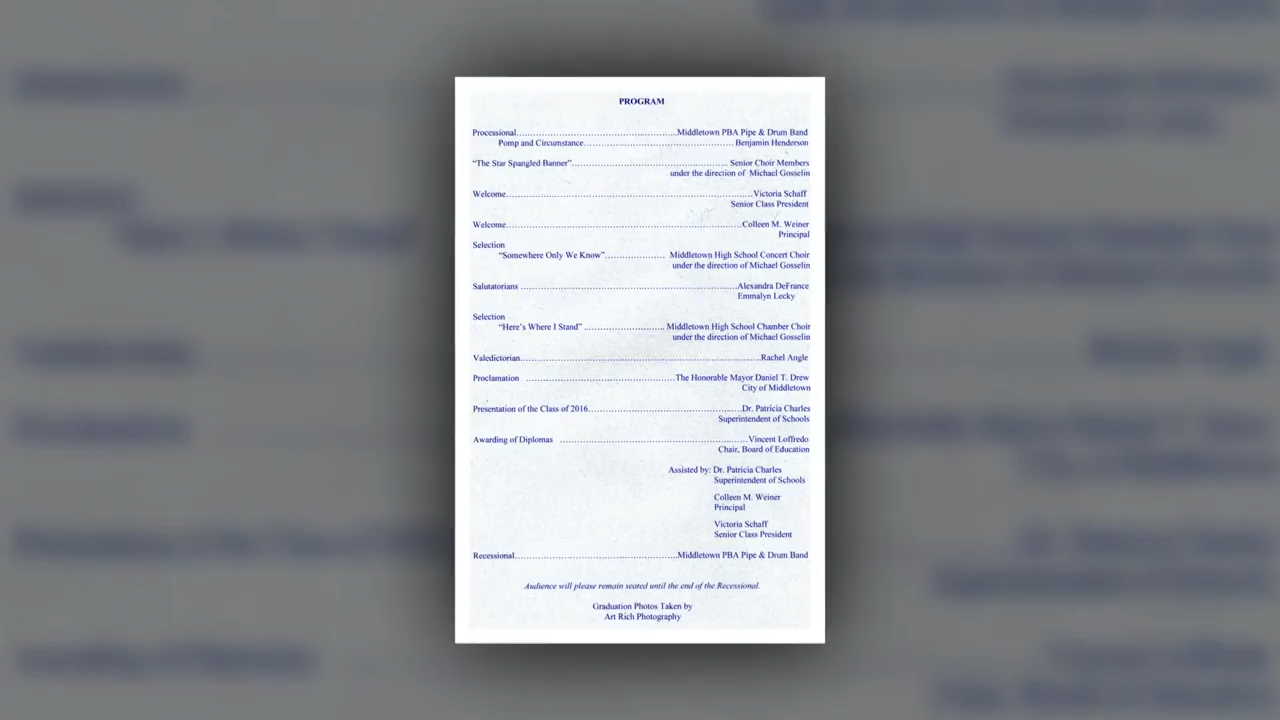 PROGRAM
Processional……………………………………………..Middletown PBA Pipe & Drum Band
Pomp and Circumstance…………………………………………. Benjamin Henderson
“The Star Spangled Banner”……………………………………………. Senior Choir Members
under the direction of Michael Gosselin
Welcome…………………………………………………………………………..Victoria Schaff
Senior Class President
Welcome………………………………………………………………………..Colleen M. Weiner
Principal
Selection
“Somewhere Only We Know”………………… Middletown High School Concert Choir
under the direction of Michael Gosselin
Salutatorians ………………………………………………………………..Alexandra DeFrance
Emmalyn Lecky
Selection
“Here’s Where I Stand” ……………………… Middletown High School Chamber Choir
under the direction of Michael Gosselin
Valedictorian……………………………………………………………………..Rachel Angle
Proclamation ……………………………………………The Honorable Mayor Daniel T. Drew
City of Middletown
Presentation of the Class of 2016……………………………………………..Dr. Patricia Charles
Superintendent of Schools
Awarding of Diplomas ………………………………………………………Vincent Loffredo
Chair, Board of Education
Assisted by: Dr. Patricia Charles
Superintendent of Schools
Colleen M. Weiner
Principal
Victoria Schaff
Senior Class President
Recessional………………………………………………..Middletown PBA Pipe & Drum Band
Audience will please remain seated until the end of the Recessional.
Graduation Photos Taken by
Art Rich Photography